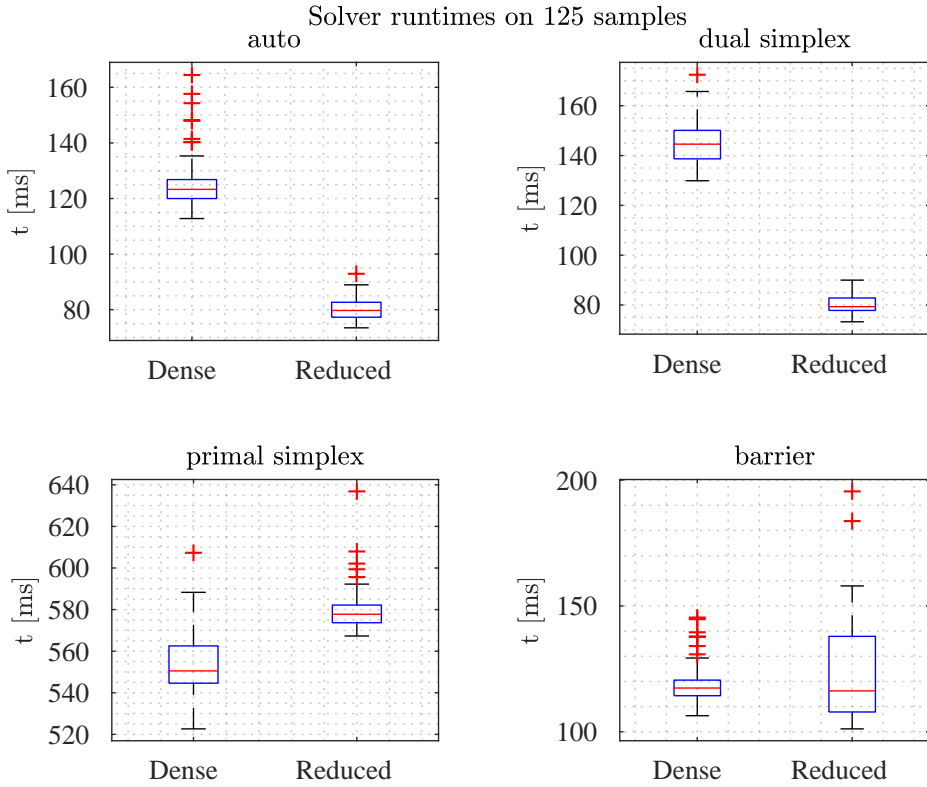 Solver runtimes on 125 samples
auto
160
140
120
100
80
t [ms]
Dense Reduced
dual simplex
160
140
120
100
80
t [ms]
Dense Reduced
primal simplex
640
620
600
580
560
540
520
t [ms]
Dense Reduced
barrier
200
150
100
t [ms]
Dense Reduced